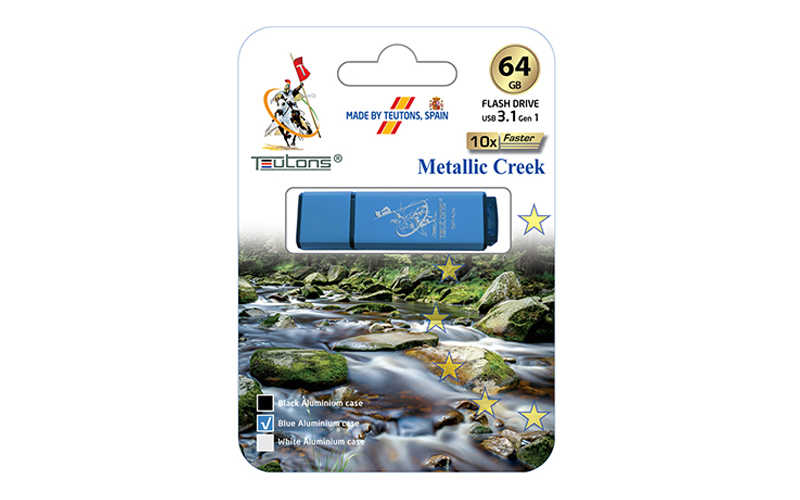 64
GB
FLASH DRIVE
USB 3.1 Gen 1
MADE BY TEUTONS, SPAIN
10x Faster
Teutons®
Metallic Creek
Teutons®
SPAIN
Black Aluminium case
Blue Aluminium case
White Aluminium case